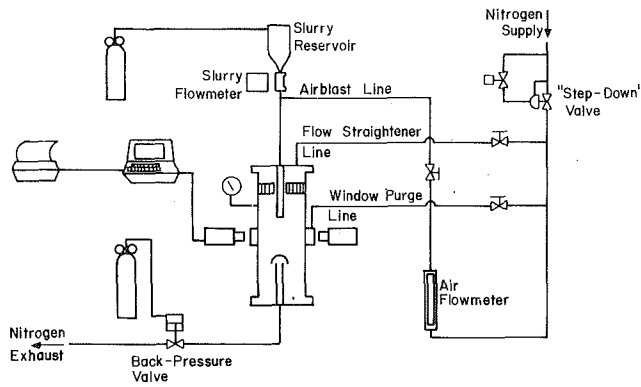 Nitrogen
Supply
Slurry
Reservoir
Slurry
Flowmeter
Airblast Line
"Step-Down"
Valve
Flow Straightener
Line
Window Purge
Line
Air
Flowmeter
Nitrogen
Exhaust
Back-Pressure
Valve